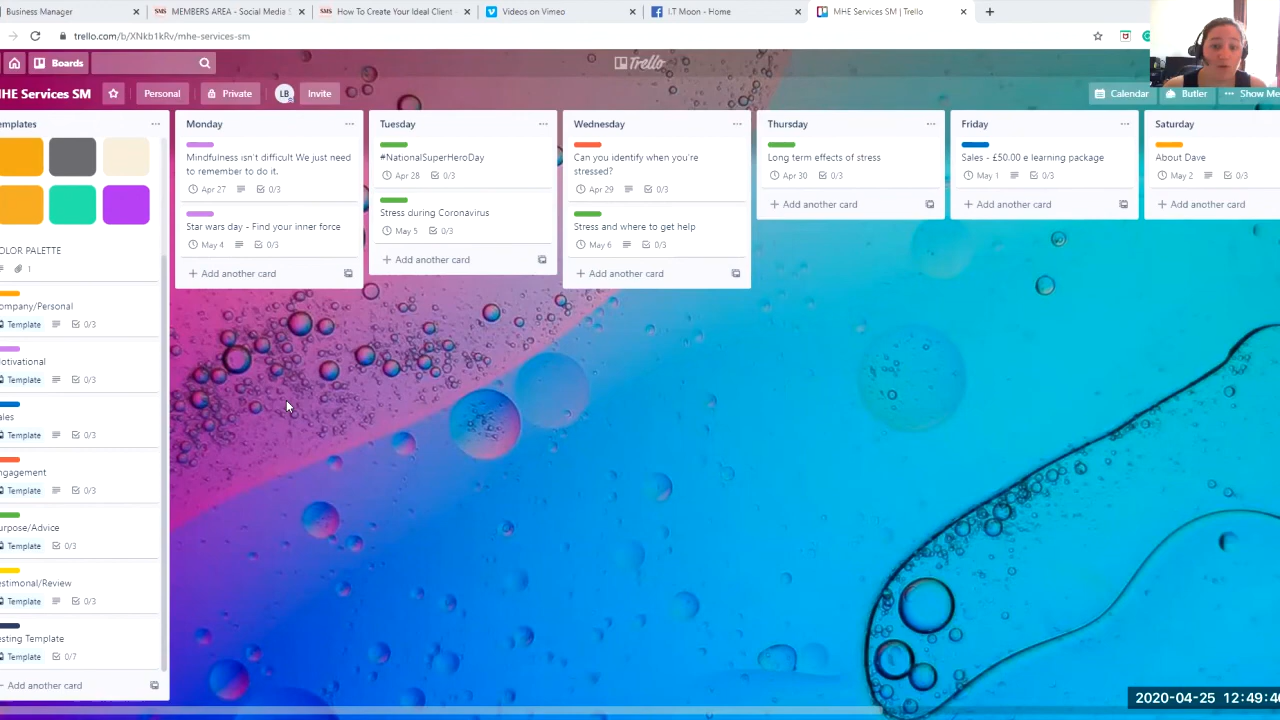 Business Manager
MEMBERS AREA - Social Media S
How To Create Your Ideal Client
Videos on Vimeo
I.T Moon - Home
MHE Services SM | Trello
trello.com/b/XNkb1kRv/mhe-services-sm
Boards
Trello
MHE Services SM
Personal
Private
LB
Invite
Calendar
Butler
Show Me
emplates
OLOR PALETTE
1
ompany/Personal
Template
0/3
otivational
Template
0/3
ales
Template
0/3
ngagement
Template
0/3
urpose/Advice
Template
0/3
estimonal/Review
Template
0/3
esting Template
Template
0/7
+ Add another card
Monday
Mindfulness isn't difficult We just need
to remember to do it.
Apr 27
0/3
Star wars day - Find your inner force
May 4
0/3
+ Add another card
Tuesday
#NationalSuperHeroDay
Apr 28
0/3
Stress during Coronavirus
May 5
0/3
+ Add another card
Wednesday
Can you identify when you're
stressed?
Apr 29
0/3
Stress and where to get help
May 6
0/3
+ Add another card
Thursday
Long term effects of stress
Apr 30
0/3
+ Add another card
Friday
Sales - £50.00 e learning package
May 1
0/3
+ Add another card
Saturday
About Dave
May 2
0/3
+ Add another card
2020-04-25 12:49:4